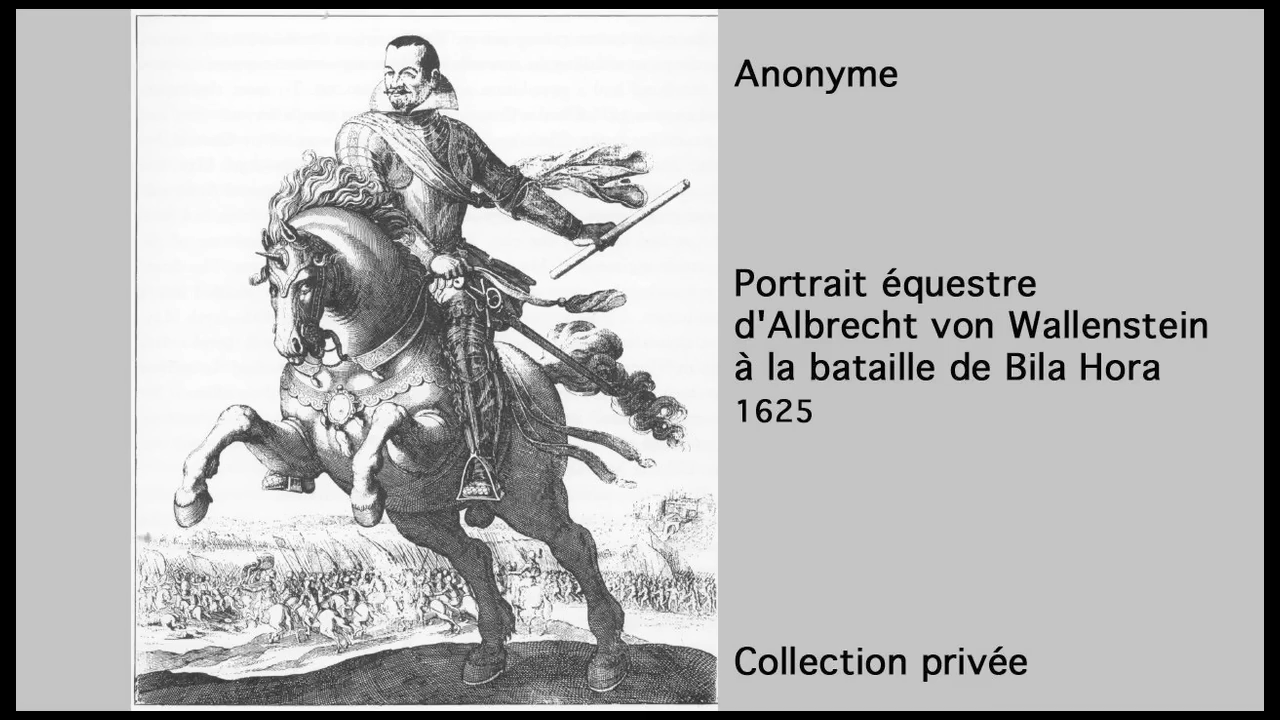 Anonyme
Portrait équestre
d'Albrecht von Wallenstein
à la bataille de Bila Hora
1625
Collection privée